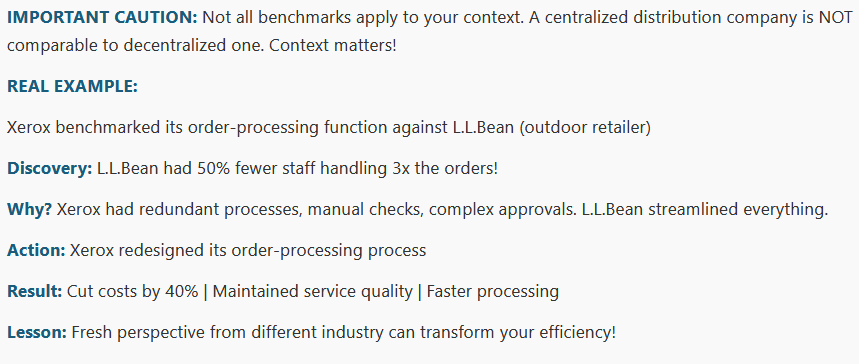 IMPORTANT CAUTION: Not all benchmarks apply to your context. A centralized distribution company is NOT
comparable to decentralized one. Context matters!
REAL EXAMPLE:
Xerox benchmarked its order-processing function against L.L.Bean (outdoor retailer)
Discovery: L.L.Bean had 50% fewer staff handling 3x the orders!
Why? Xerox had redundant processes, manual checks, complex approvals. L.L.Bean streamlined everything.
Action: Xerox redesigned its order-processing process
Result: Cut costs by 40% | Maintained service quality | Faster processing
Lesson: Fresh perspective from different industry can transform your efficiency!